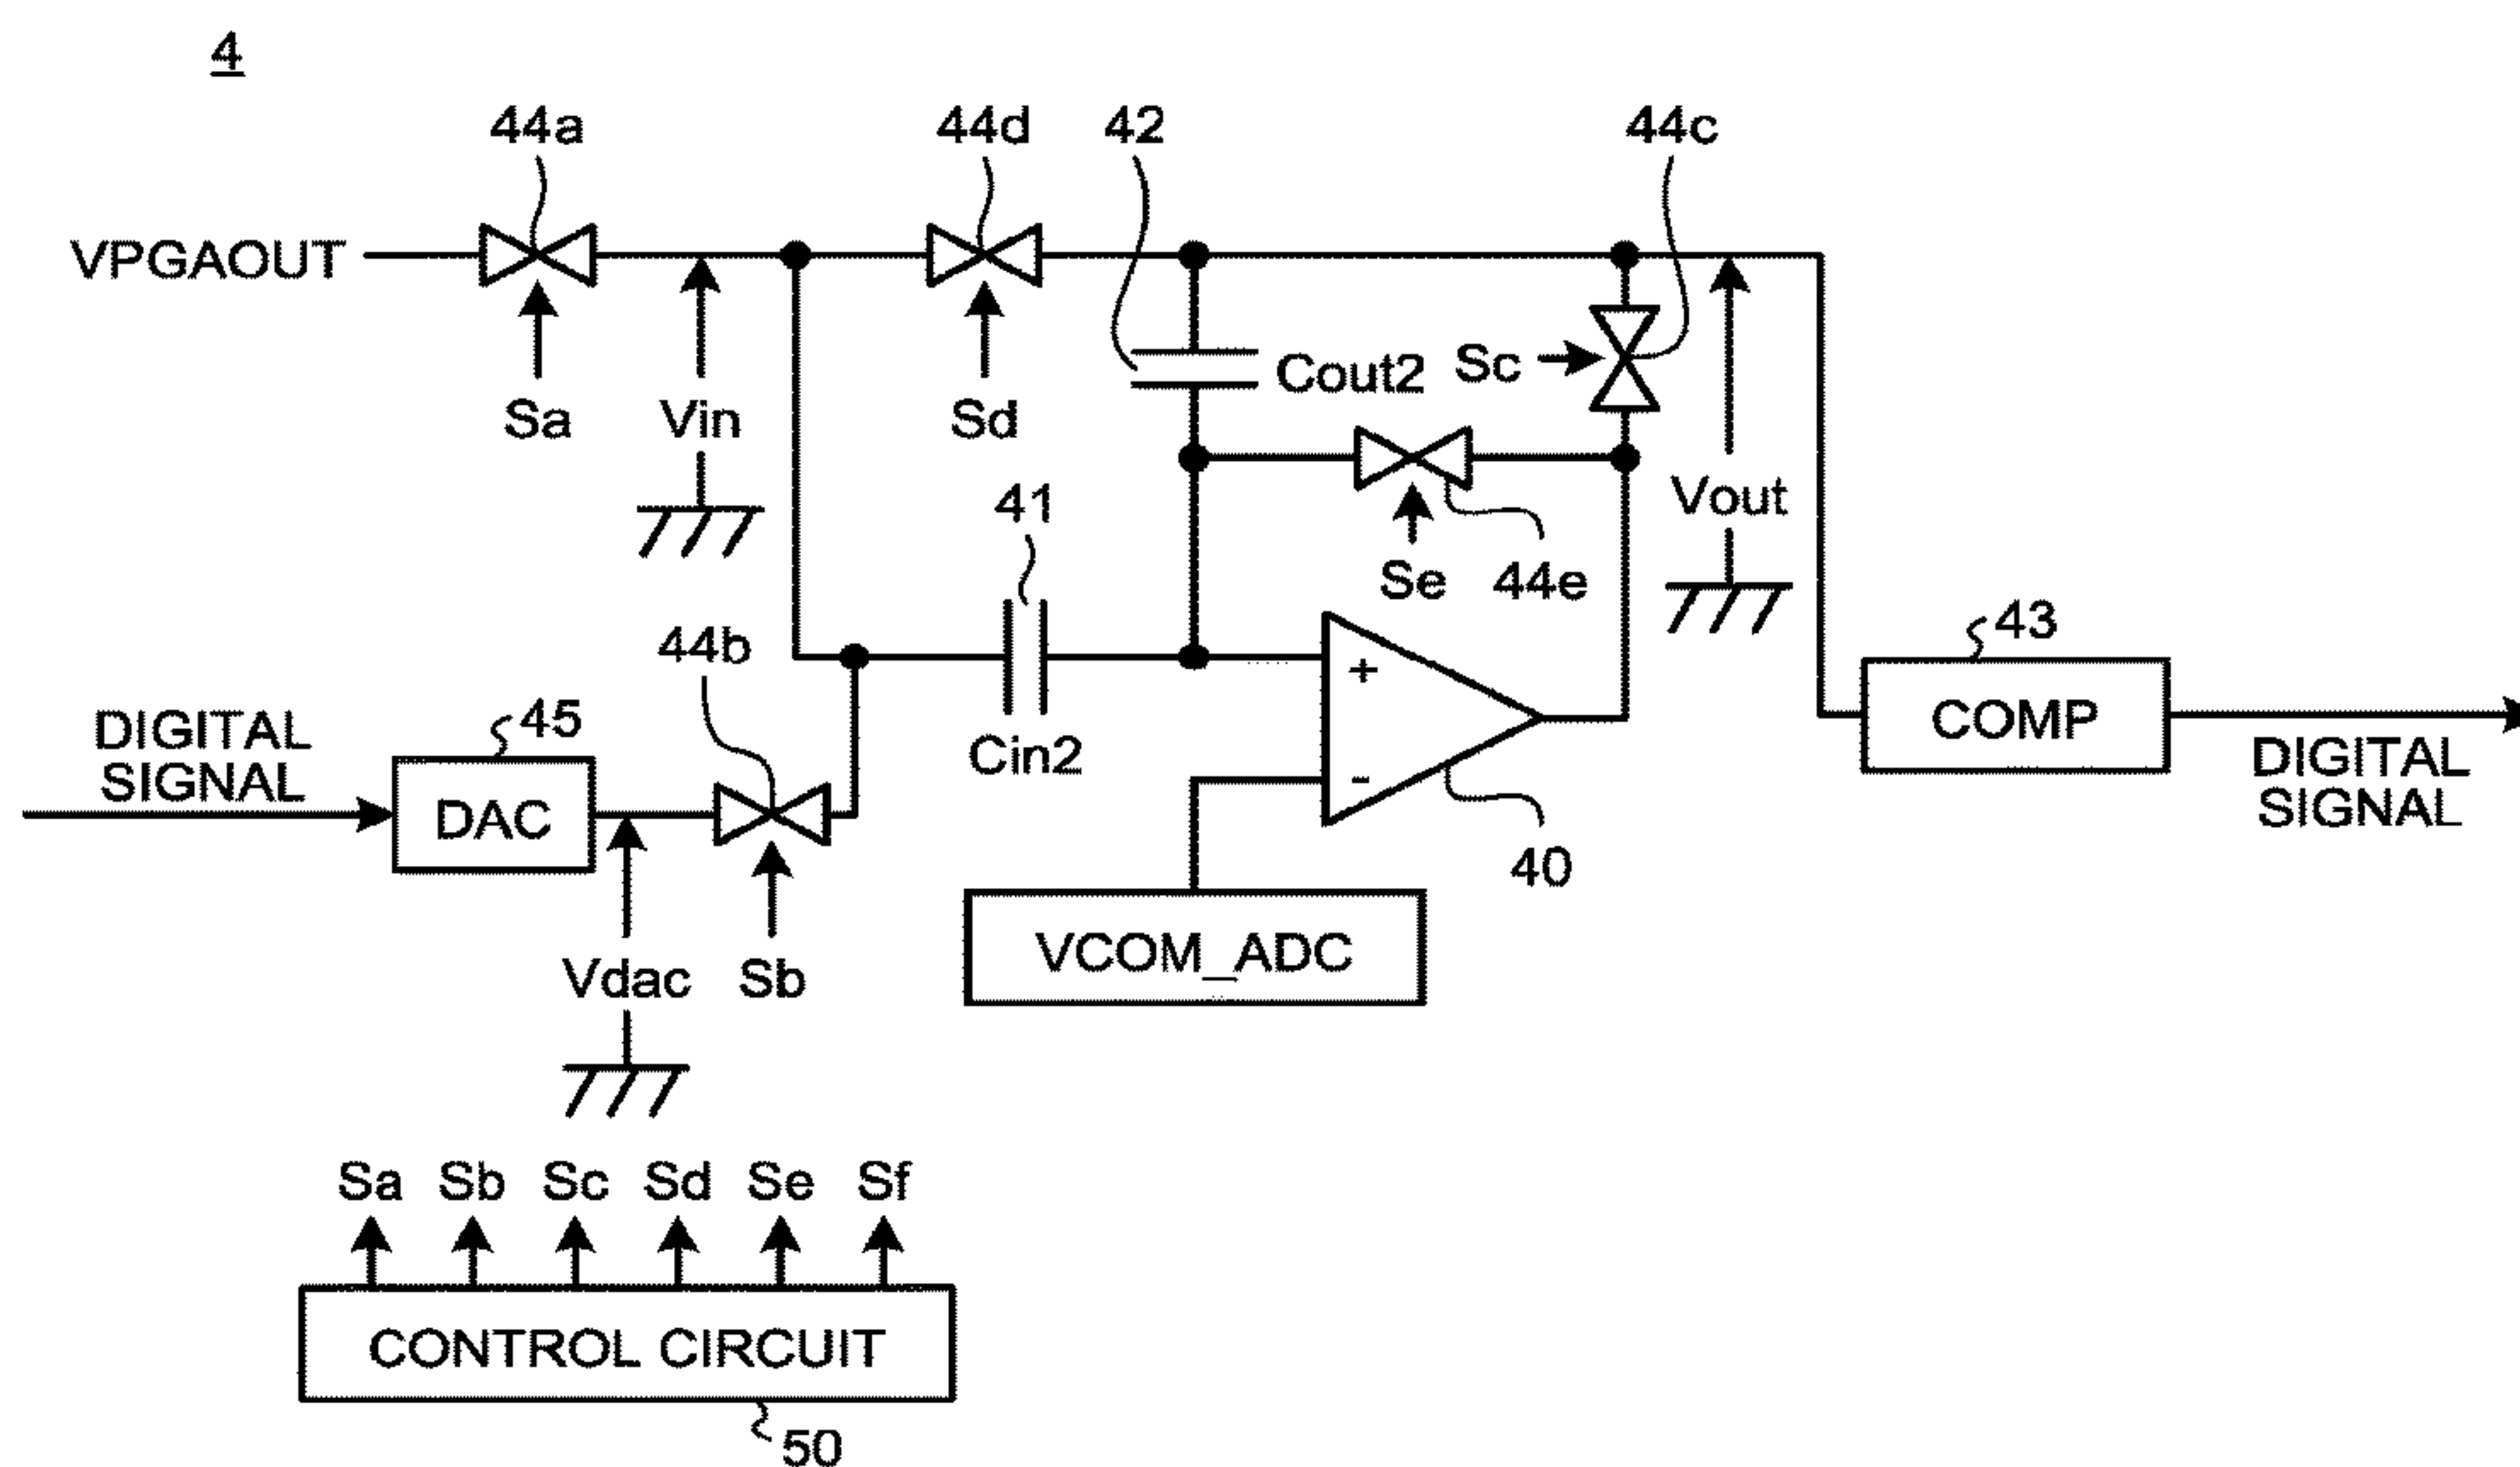 4
44a
44d
42
44c
VPGAOUT
Sa
Vin
Sd
Cout2
Sc
Se
44e
Vout
41
Cin2
44b
43
COMP
DIGITAL
SIGNAL
DIGITAL
SIGNAL
45
DAC
+
-
40
VCOM_ADC
Vdac
Sb
Sa Sb Sc Sd Se Sf
CONTROL CIRCUIT
50